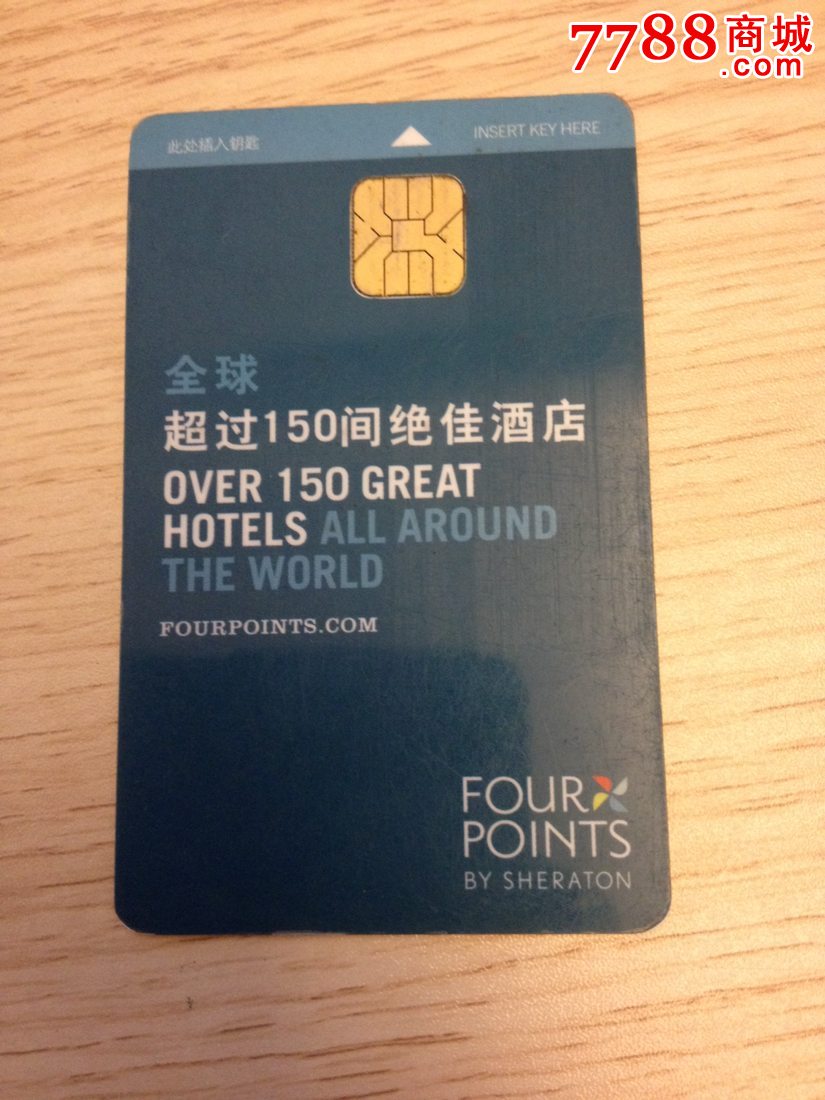 7788商城
.com
此处插入钥匙 INSERT KEY HERE
全球
超过150间绝佳酒店
OVER 150 GREAT
HOTELS ALL AROUND
THE WORLD
FOURPOINTS.COM
FOUR
POINTS
BY SHERATON